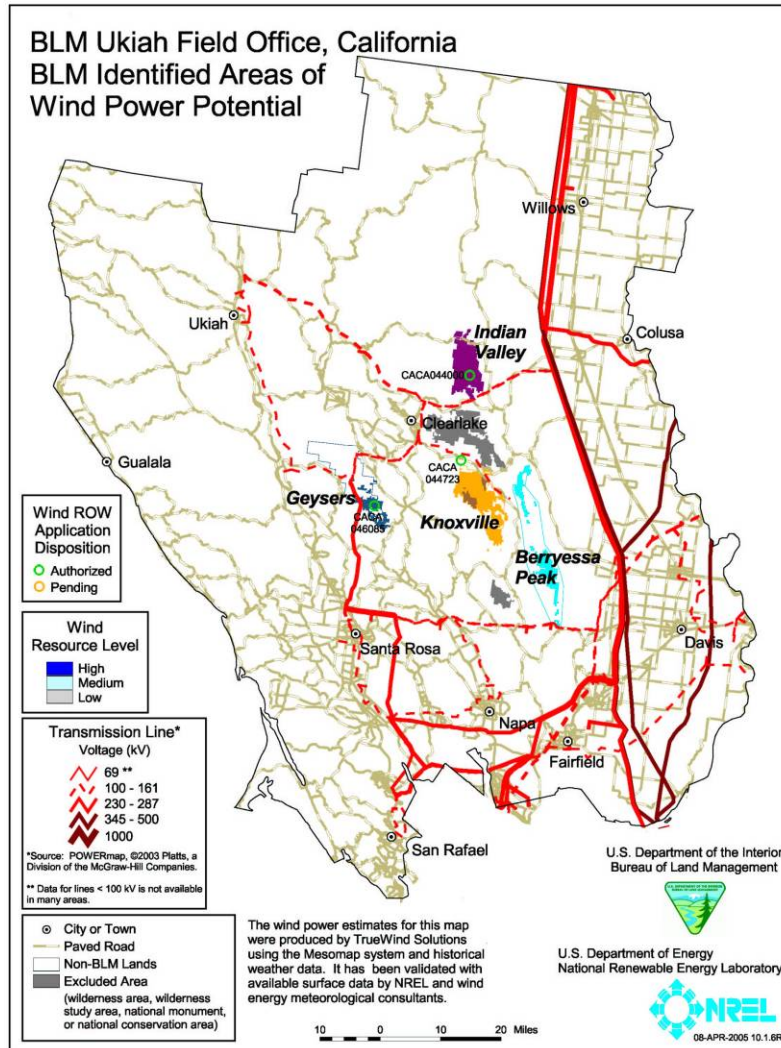 BLM Ukiah Field Office, California
BLM Identified Areas of
Wind Power Potential
Willows
Ukiah
Colusa
Indian
Valley
CACA044000
Clearlake
Gualala
CACA
044723
Geysers
CACA
046085
Knoxville
Berryessa
Peak
Santa Rosa
Davis
Napa
Fairfield
San Rafael
Wind ROW
Application
Disposition
Authorized
Pending
Wind
Resource Level
High
Medium
Low
Transmission Line*
Voltage (kV)
69 **
100 - 161
230 - 287
345 - 500
1000
*Source: POWERmap, ©2003 Platts, a
Division of the McGraw-Hill Companies.
** Data for lines < 100 kV is not available
in many areas.
City or Town
Paved Road
Non-BLM Lands
Excluded Area
(wilderness area, wilderness
study area, national monument,
or national conservation area)
The wind power estimates for this map
were produced by TrueWind Solutions
using the Mesomap system and historical
weather data. It has been validated with
available surface data by NREL and wind
energy meteorological consultants.
10 0 10 20 Miles
U.S. Department of the Interior
Bureau of Land Management
U.S. Department of Energy
National Renewable Energy Laboratory
NREL
08-APR-2005 10.1.6R